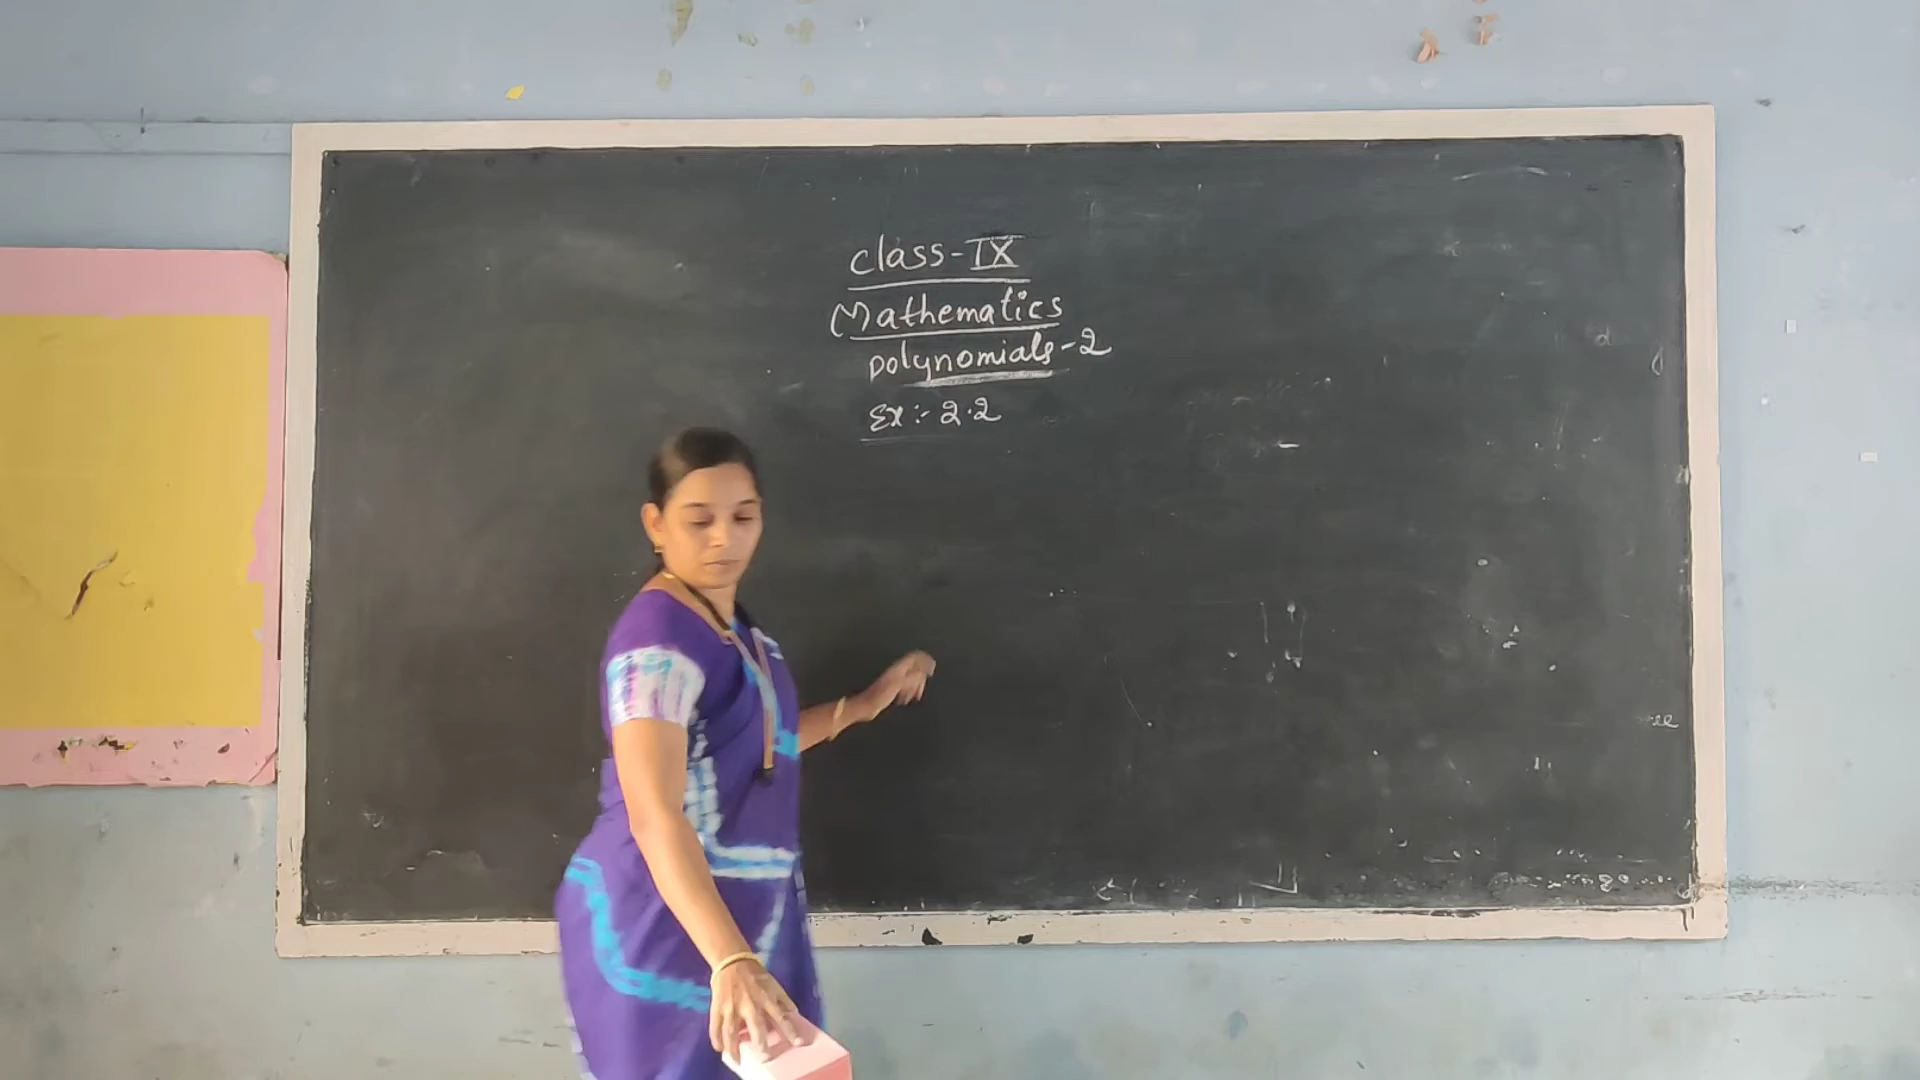 class-IX
Mathematics
polynomials-2
Ex:- 2.2